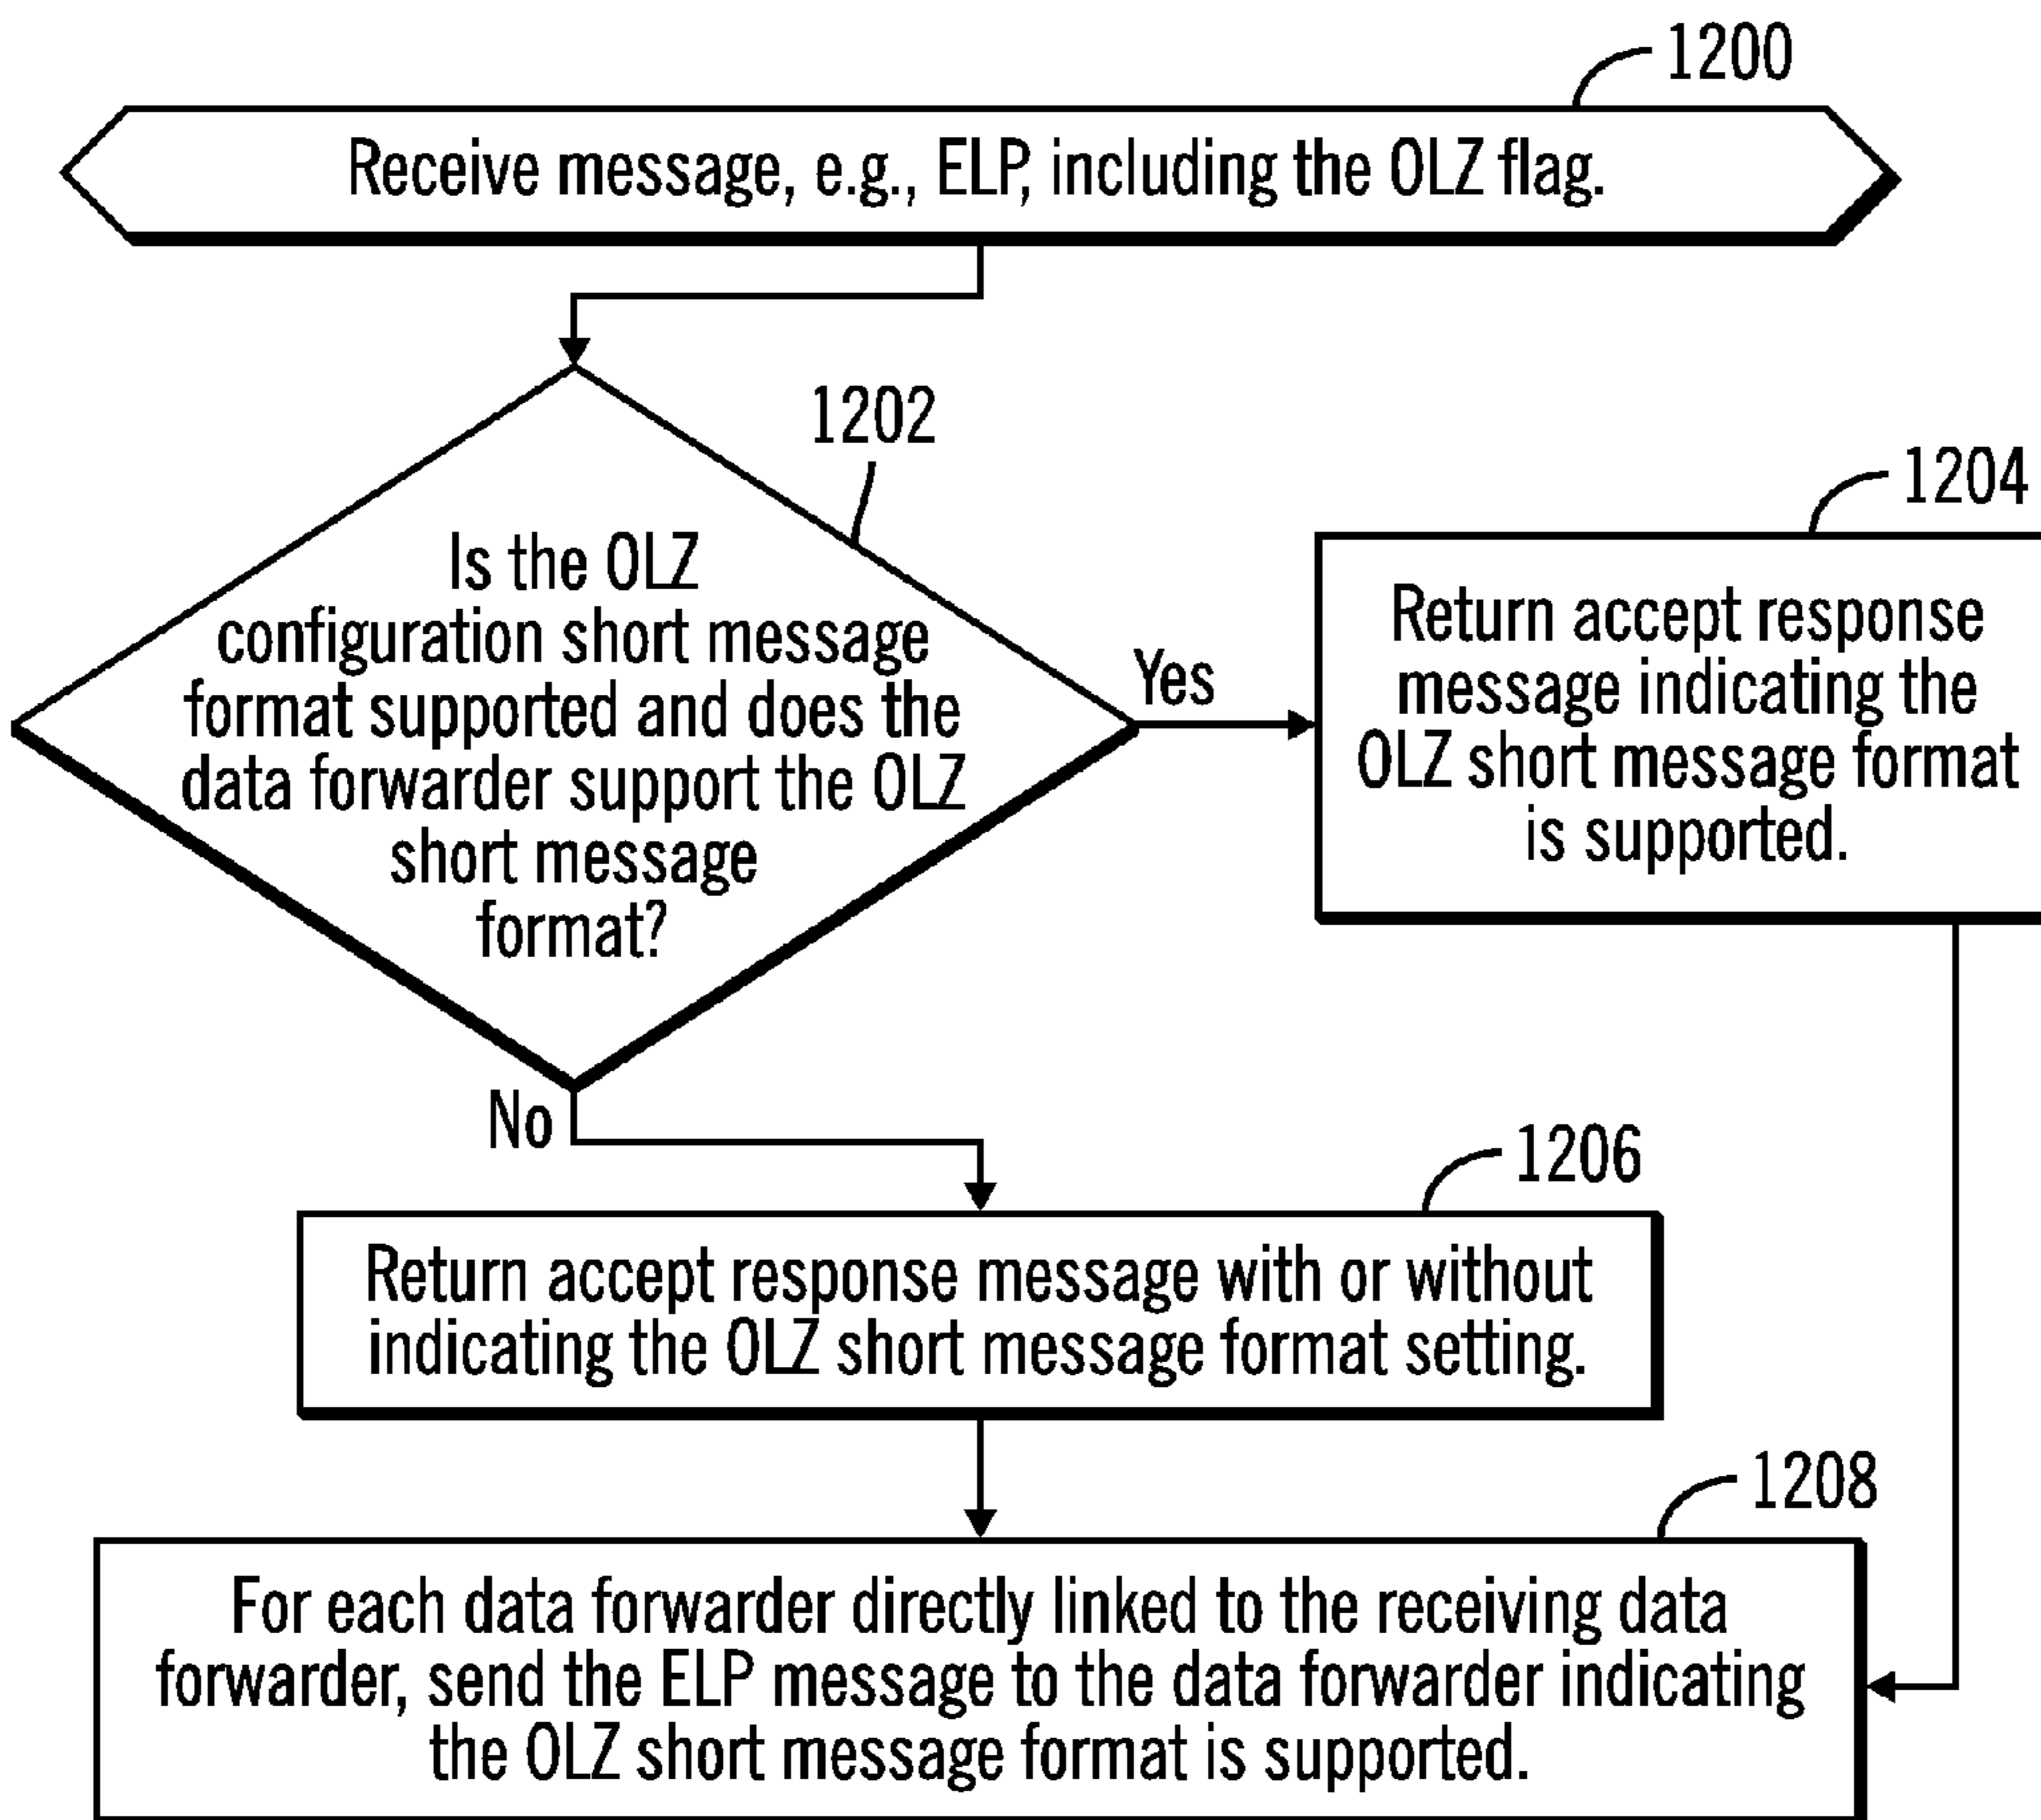 1200
Receive message, e.g., ELP, including the OLZ flag.
1202
Is the OLZ
configuration short message
format supported and does the
data forwarder support the OLZ
short message
format?
Yes
1204
Return accept response
message indicating the
OLZ short message format
is supported.
No
1206
Return accept response message with or without
indicating the OLZ short message format setting.
1208
For each data forwarder directly linked to the receiving data
forwarder, send the ELP message to the data forwarder indicating
the OLZ short message format is supported.